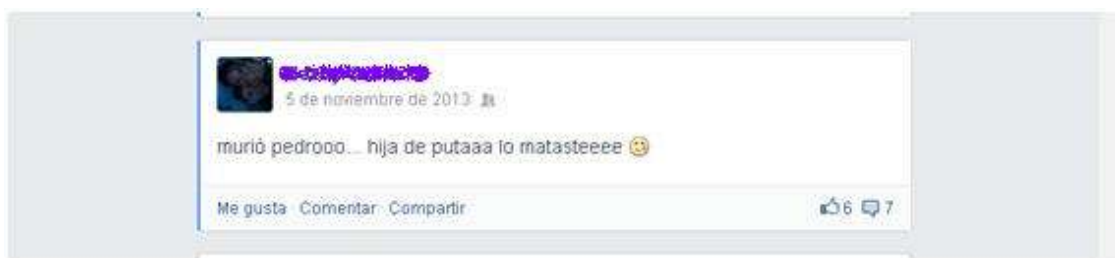 5 de noviembre de 2013
murió pedrooo... hija de putaaa lo matasteeee
Me gusta Comentar Compartir 6 7